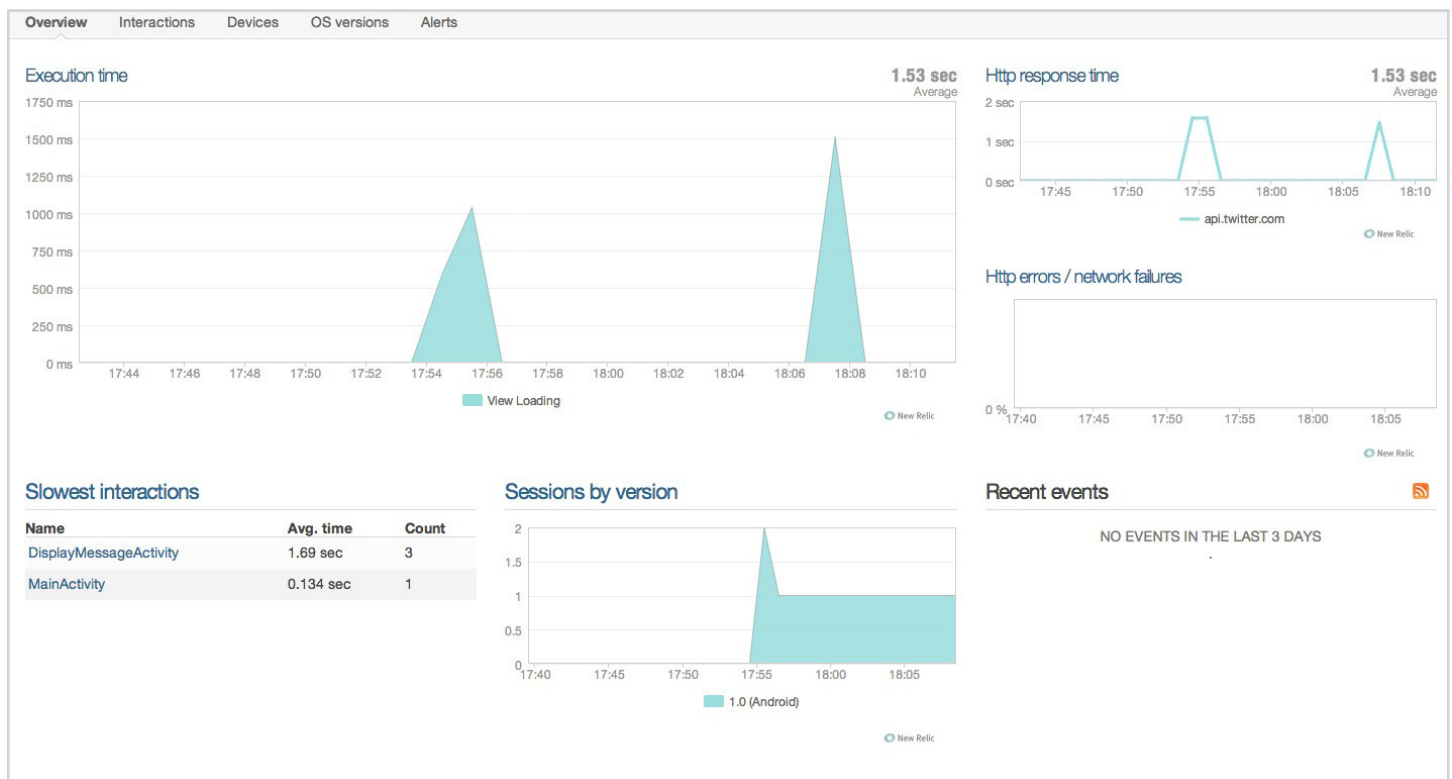 Overview Interactions Devices OS versions Alerts
Execution time
1.53 sec
Average
1750 ms
1500 ms
1250 ms
1000 ms
750 ms
500 ms
250 ms
0 ms
17:44 17:46 17:48 17:50 17:52 17:54 17:56 17:58 18:00 18:02 18:04 18:06 18:08 18:10
View Loading
New Relic
Http response time
1.53 sec
Average
2 sec
1 sec
0 sec
17:45 17:50 17:55 18:00 18:05 18:10
api.twitter.com
New Relic
Http errors / network failures
0 %
17:40 17:45 17:50 17:55 18:00 18:05
New Relic
Slowest interactions
Name Avg. time Count
DisplayMessageActivity 1.69 sec 3
MainActivity 0.134 sec 1
Sessions by version
2
1.5
1
0.5
0
17:40 17:45 17:50 17:55 18:00 18:05
1.0 (Android)
New Relic
Recent events
NO EVENTS IN THE LAST 3 DAYS
.